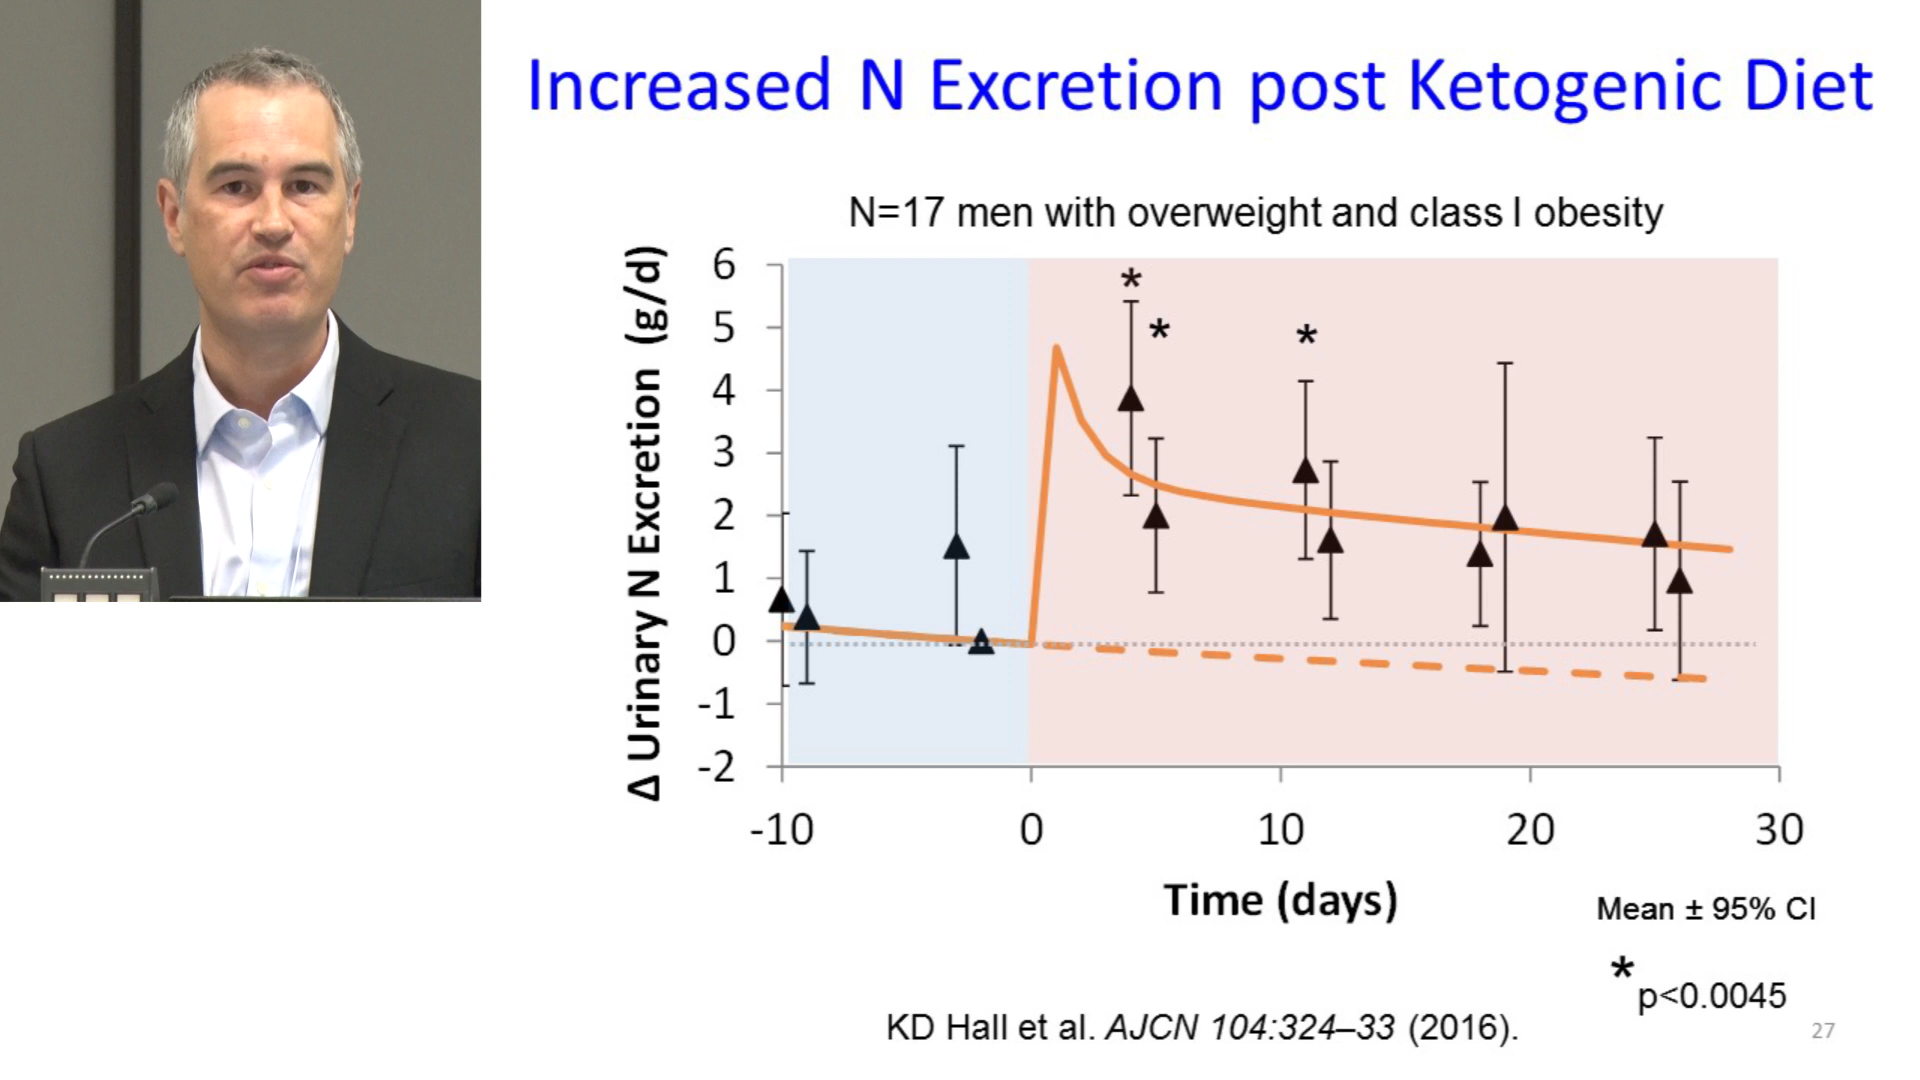 Increased N Excretion post Ketogenic Diet
N=17 men with overweight and class I obesity
Δ Urinary N Excretion (g/d)
6
5
4
3
2
1
0
-1
-2
*
*
*
-10 0 10 20 30
Time (days)
Mean ± 95% CI
* p<0.0045
KD Hall et al. AJCN 104:324–33 (2016).
27